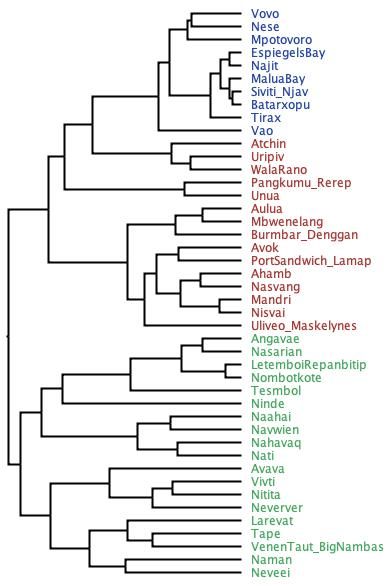 Vovo
Nese
Mpotovoro
EspiegelsBay
Najit
MaluaBay
Siviti_Njav
Batarxopu
Tirax
Vao
Atchin
Uripiv
WalaRano
Pangkumu_Rerep
Unua
Aulua
Mbwenelang
Burmbar_Denggan
Avok
PortSandwich_Lamap
Ahamb
Nasvang
Mandri
Nisvai
Uliveo_Maskelynes
Angavae
Nasarian
LetemboiRepanbitip
Nombotkote
Tesmbol
Ninde
Naahai
Navwien
Nahavaq
Nati
Avava
Vivti
Nitita
Neverver
Larevat
Tape
VenenTaut_BigNambas
Naman
Neveei